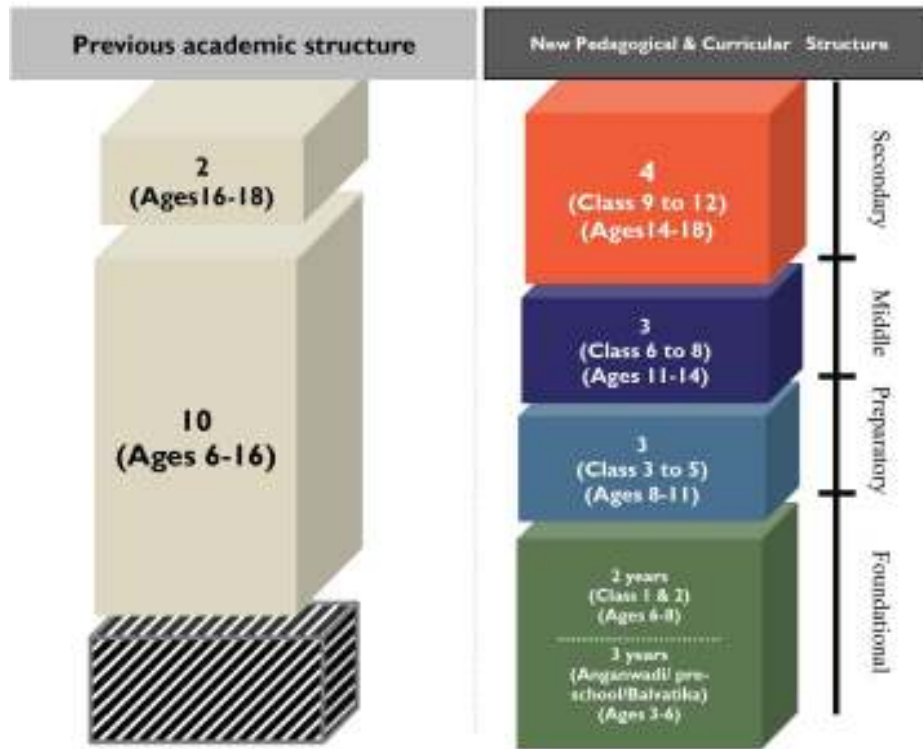 Previous academic structure
2
(Ages16-18)
10
(Ages 6-16)
New Pedagogical & Curricular Structure
4
(Class 9 to 12)
(Ages14-18)
3
(Class 6 to 8)
(Ages 11-14)
3
(Class 3 to 5)
(Ages 8-11)
2 years
(Class 1 & 2)
(Ages 6-8)
3 years
(Anganwadi/ pre-
school/Balvatika)
(Ages 3-6)
Secondary
Middle
Preparatory
Foundational